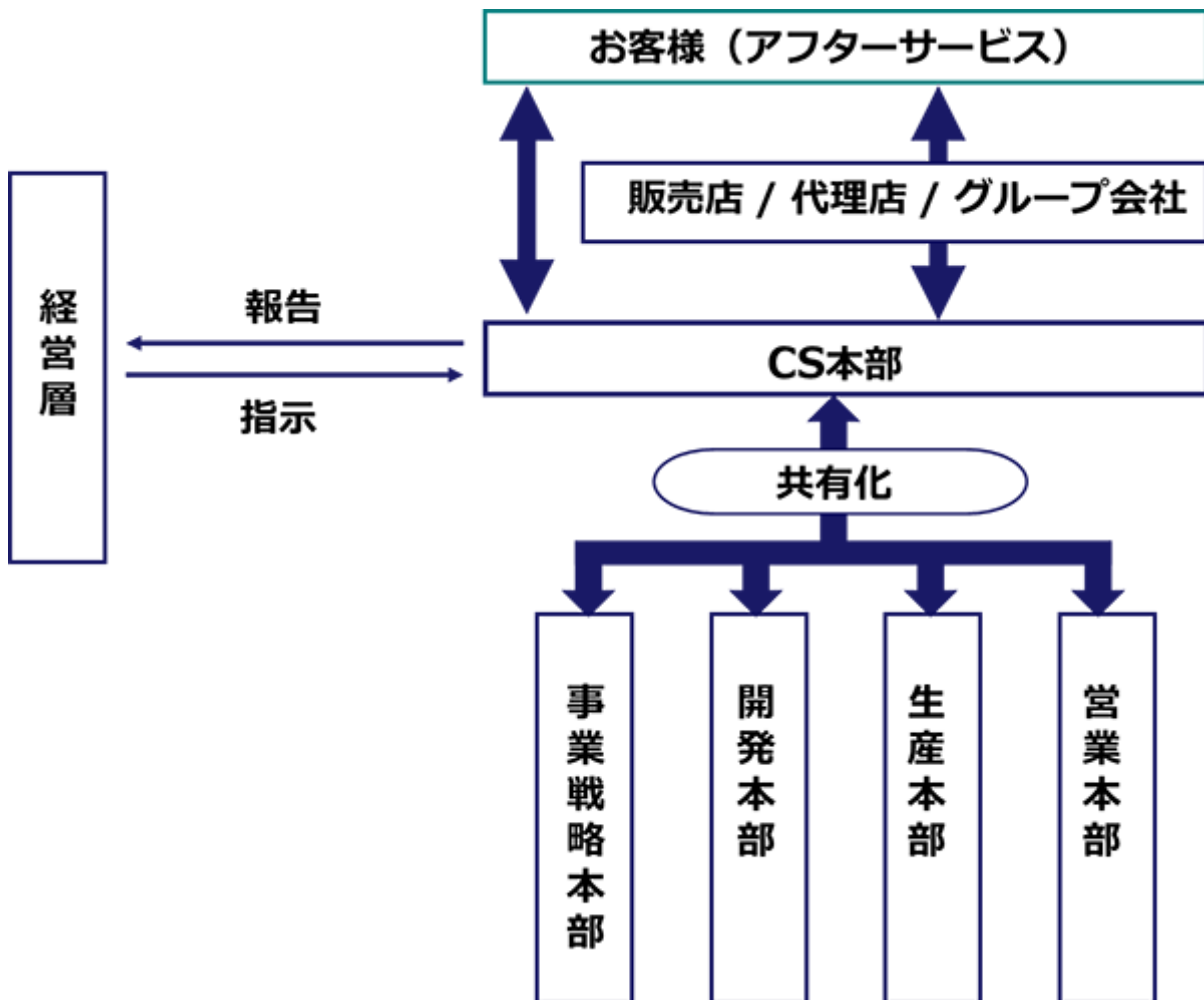 お客様（アフターサービス）
販売店 / 代理店 / グループ会社
経営層
報告
指示
CS本部
共有化
事業戦略本部
開発本部
生産本部
営業本部